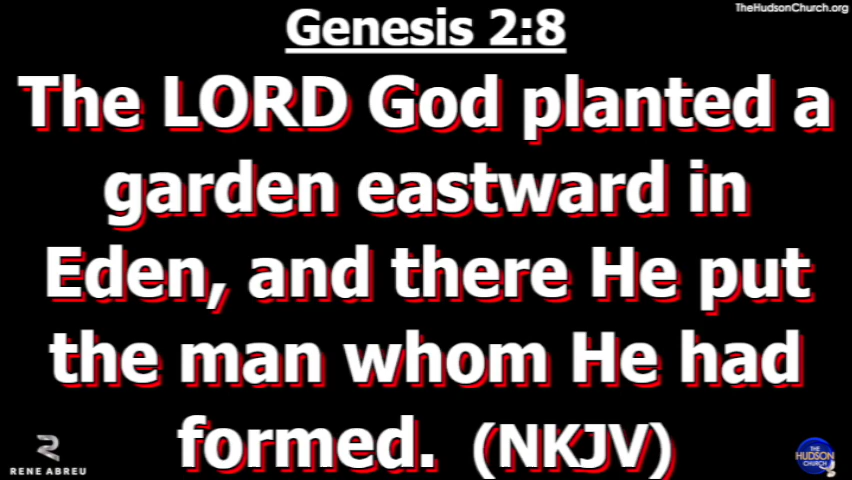 TheHudsonChurch.org
Genesis 2:8
The LORD God planted a
garden eastward in
Eden, and there He put
the man whom He had
formed. (NKJV)
RENE ABREU
THE
HUDSON
CHURCH